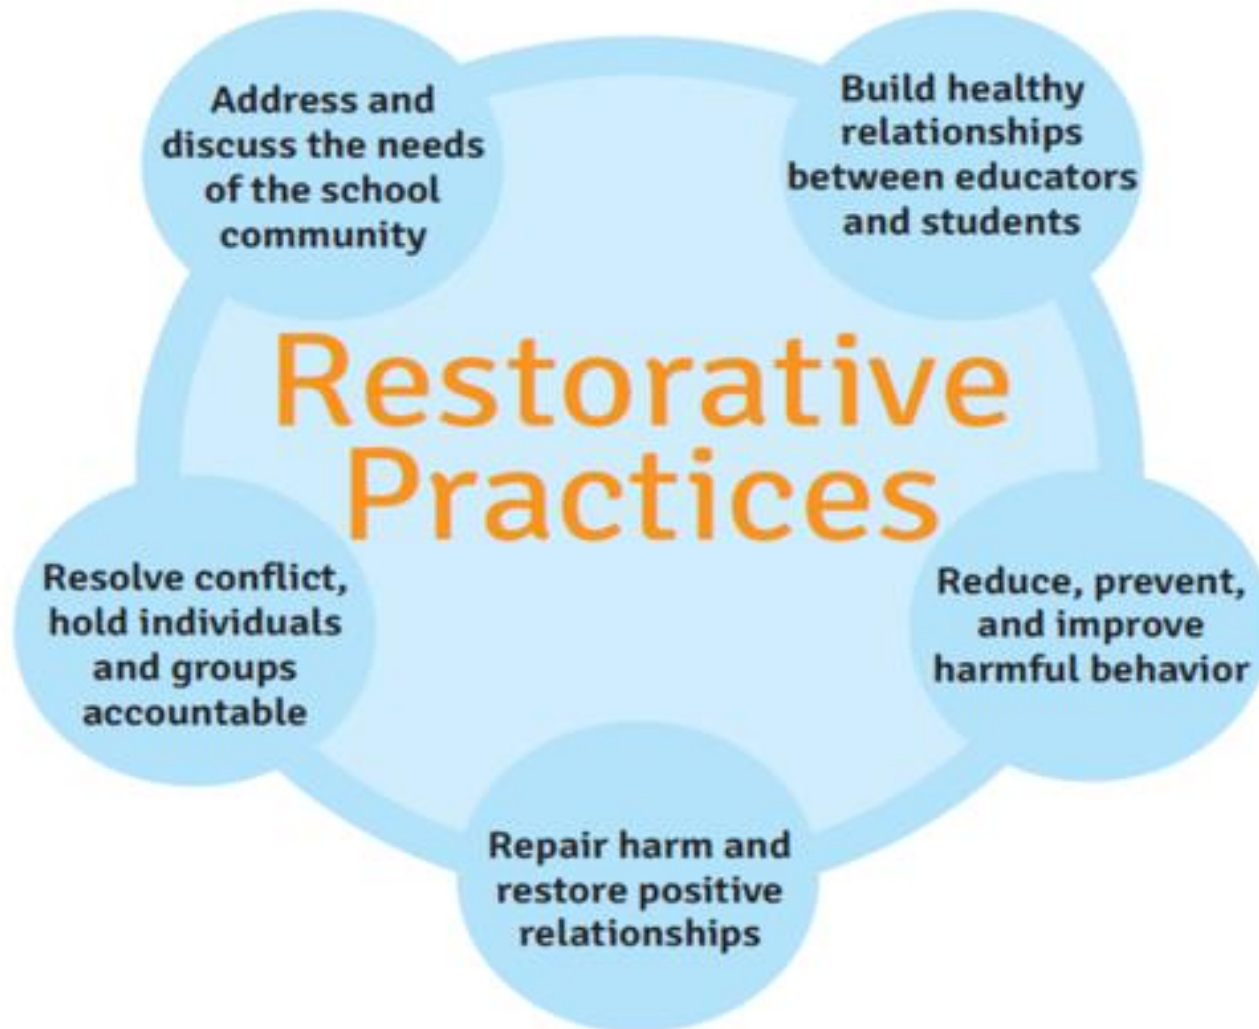 Address and
discuss the needs
of the school
community
Build healthy
relationships
between educators
and students
Restorative
Practices
Resolve conflict,
hold individuals
and groups
accountable
Reduce, prevent,
and improve
harmful behavior
Repair harm and
restore positive
relationships